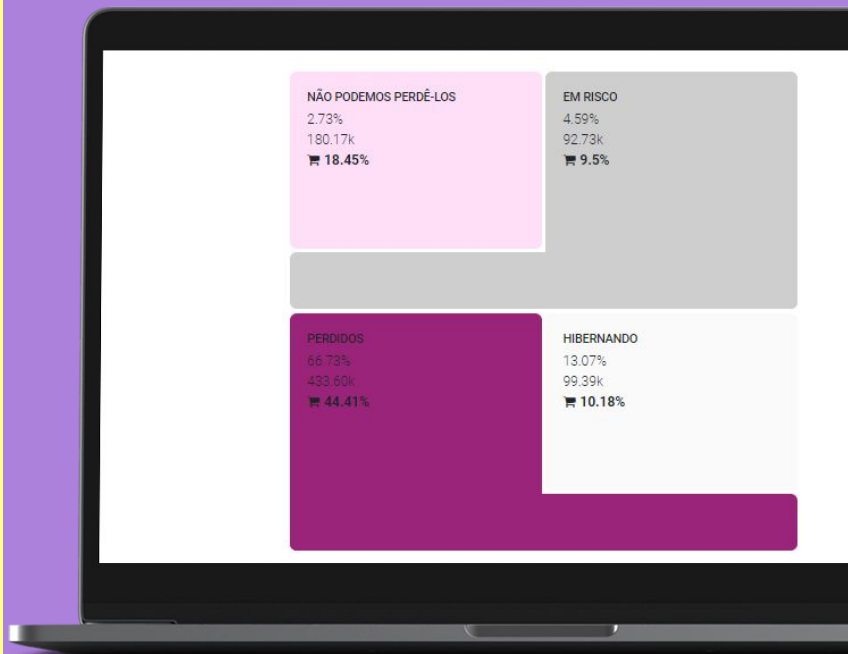 NÃO PODEMOS PERDÊ-LOS
2.73%
180.17k
18.45%
EM RISCO
4.59%
92.73k
9.5%
PERDIDOS
66.73%
433.60k
44.41%
HIBERNANDO
13.07%
99.39k
10.18%